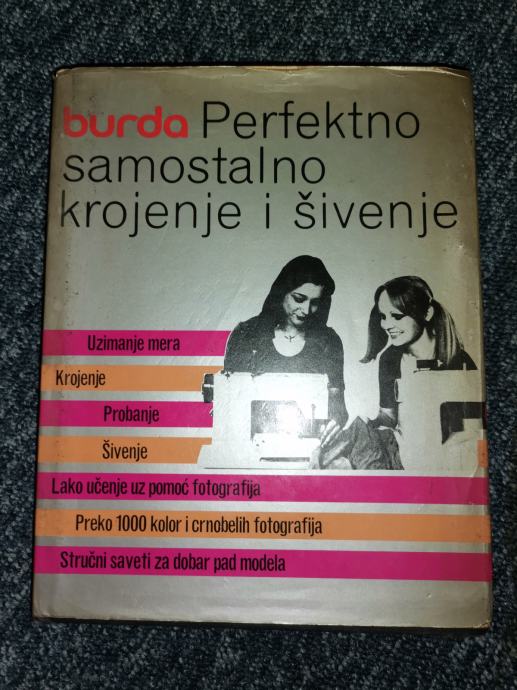 burda Perfektno
samostalno
krojenje i šivenje
Uzimanje mera
Krojenje
Probanje
Šivenje
Lako učenje uz pomoć fotografija
Preko 1000 kolor i crnobelih fotografija
Stručni saveti za dobar pad modela